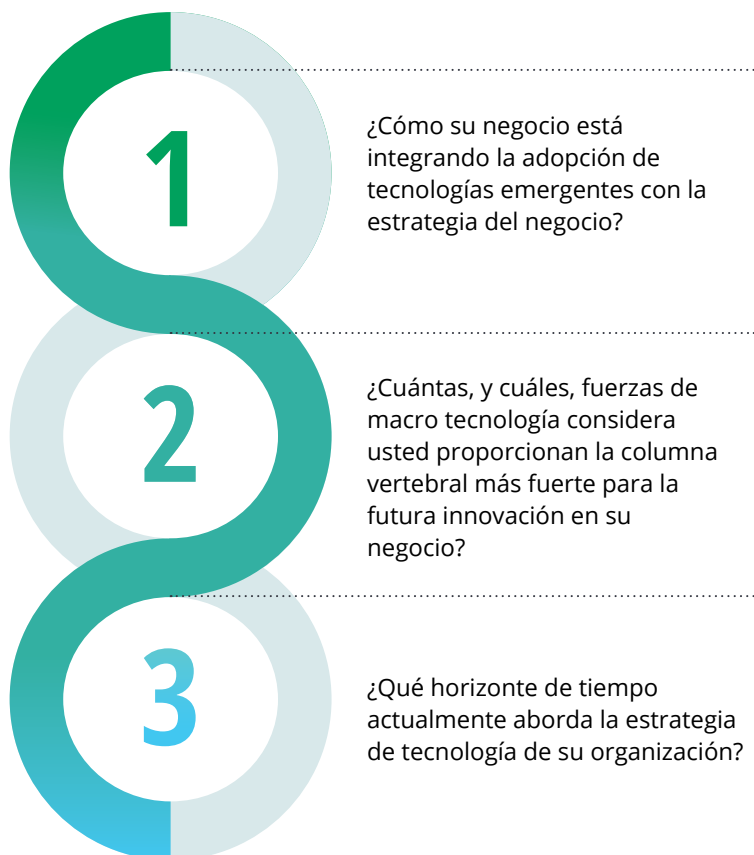 1
¿Cómo su negocio está
integrando la adopción de
tecnologías emergentes con la
estrategia del negocio?
2
¿Cuántas, y cuáles, fuerzas de
macro tecnología considera
usted proporcionan la columna
vertebral más fuerte para la
futura innovación en su
negocio?
3
¿Qué horizonte de tiempo
actualmente aborda la estrategia
de tecnología de su organización?